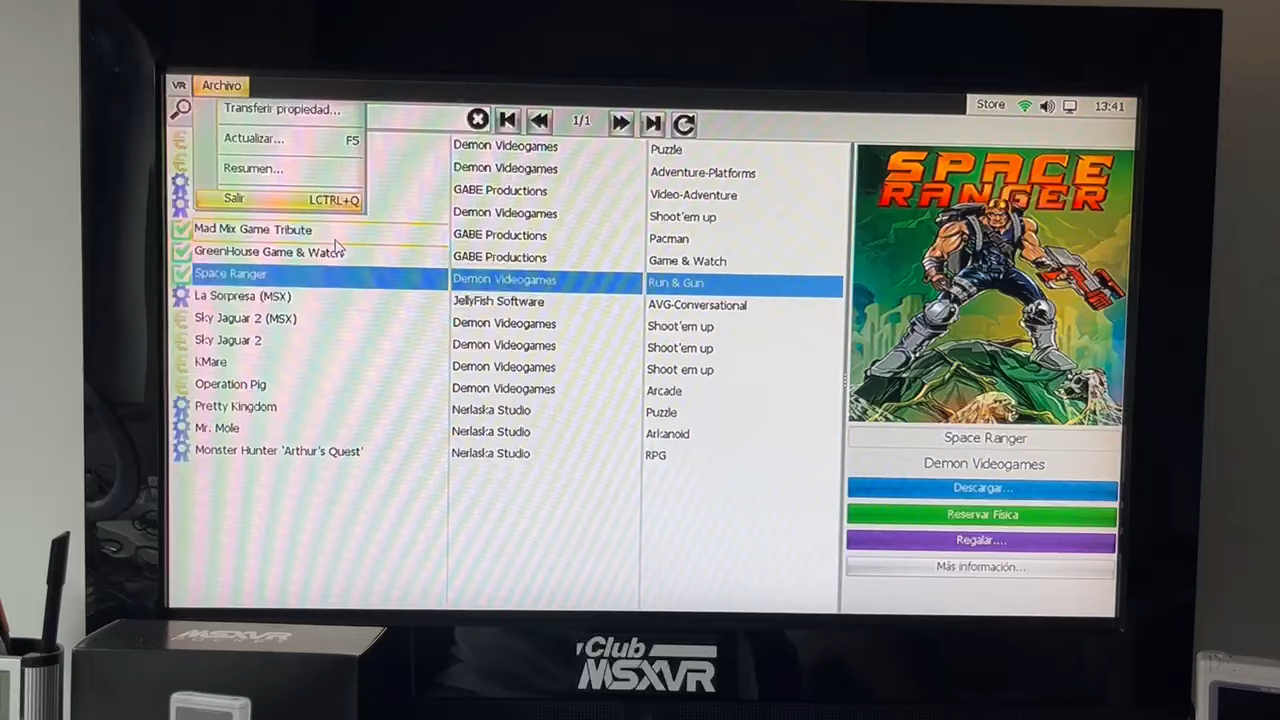 VR Archivo
Store 13:41
Transferir propiedad...
1/1
Actualizar... F5
Resumen...
Salir LCTRL+Q
Demon Videogames Puzzle
Demon Videogames Adventure-Platforms
GABE Productions Video-Adventure
Demon Videogames Shoot'em up
Mad Mix Game Tribute GABE Productions Pacman
GreenHouse Game & Watch GABE Productions Game & Watch
Space Ranger Demon Videogames Run & Gun
La Sorpresa (MSX) JellyFish Software AVG-Conversational
Sky Jaguar 2 (MSX) Demon Videogames Shoot'em up
Sky Jaguar 2 Demon Videogames Shoot'em up
KMare Demon Videogames Shoot em up
Operation Pig Demon Videogames Arcade
Pretty Kingdom Nerlaska Studio Puzzle
Mr. Mole Nerlaska Studio Arkanoid
Monster Hunter 'Arthur's Quest' Nerlaska Studio RPG
SPACE
RANGER
Space Ranger
Demon Videogames
Descargar...
Reservar Física
Regalar....
Más información...
Club
MSXVR
MSXVR